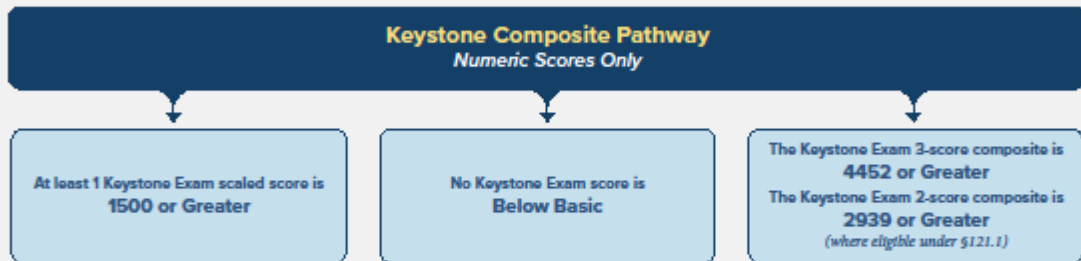 Keystone Composite Pathway
Numeric Scores Only
At least 1 Keystone Exam scaled score is
1500 or Greater
No Keystone Exam score is
Below Basic
The Keystone Exam 3-score composite is
4452 or Greater
The Keystone Exam 2-score composite is
2939 or Greater
(where eligible under §121.1)